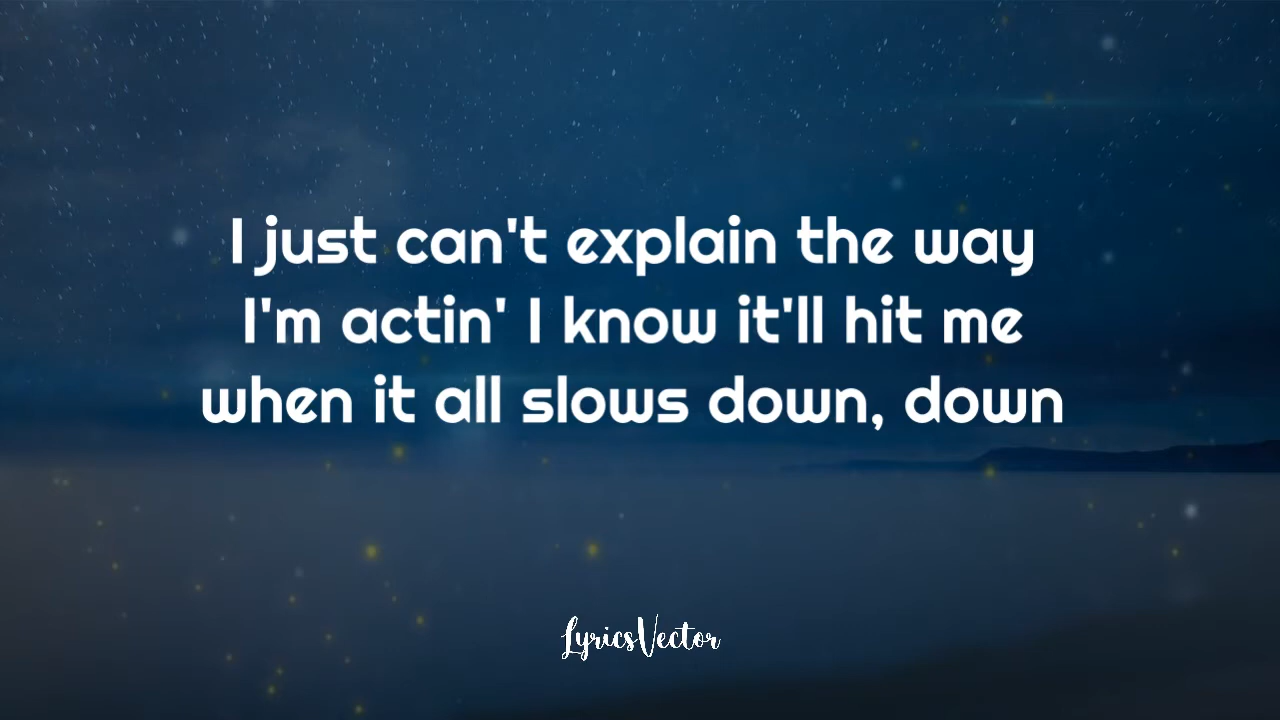 I just can't explain the way
I'm actin' I know it'll hit me
when it all slows down, down
LyricsVector